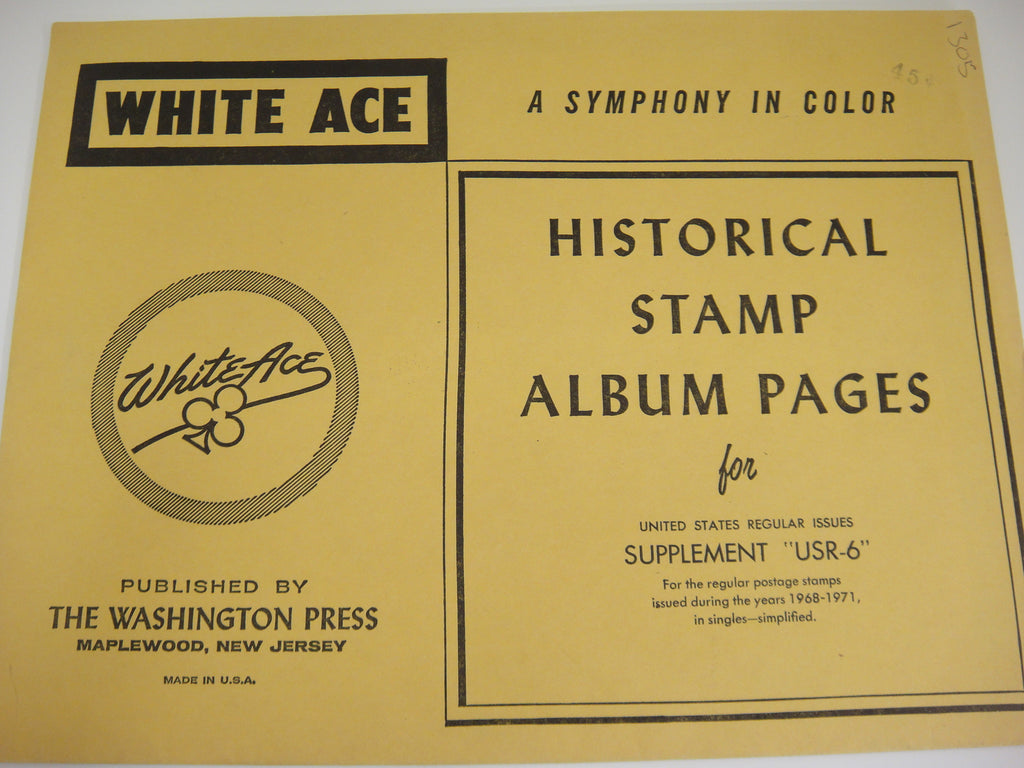 WHITE ACE
A SYMPHONY IN COLOR
45¢
1305
HISTORICAL
STAMP
ALBUM PAGES
for
UNITED STATES REGULAR ISSUES
SUPPLEMENT "USR-6"
For the regular postage stamps
issued during the years 1968-1971,
in singles—simplified.
White Ace
PUBLISHED BY
THE WASHINGTON PRESS
MAPLEWOOD, NEW JERSEY
MADE IN U.S.A.